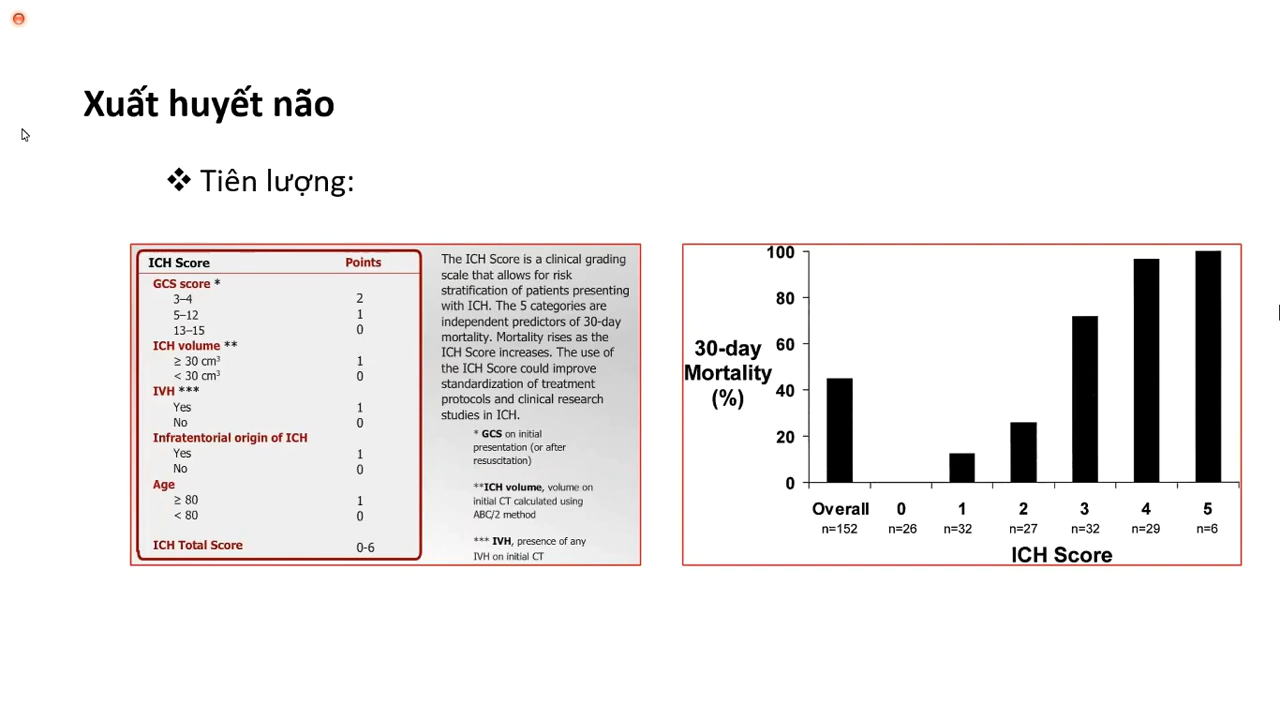 Xuất huyết não
❖ Tiên lượng:
ICH Score Points
GCS score *
3–4 2
5–12 1
13–15 0
ICH volume **
≥ 30 cm³ 1
< 30 cm³ 0
IVH ***
Yes 1
No 0
Infratentorial origin of ICH
Yes 1
No 0
Age
≥ 80 1
< 80 0
ICH Total Score 0-6
The ICH Score is a clinical grading
scale that allows for risk
stratification of patients presenting
with ICH. The 5 categories are
independent predictors of 30-day
mortality. Mortality rises as the
ICH Score increases. The use of
the ICH Score could improve
standardization of treatment
protocols and clinical research
studies in ICH.
* GCS on initial
presentation (or after
resuscitation)
**ICH volume, volume on
initial CT calculated using
ABC/2 method
*** IVH, presence of any
IVH on initial CT
30-day
Mortality
(%)
100
80
60
40
20
0
Overall 0 1 2 3 4 5
n=152 n=26 n=32 n=27 n=32 n=29 n=6
ICH Score